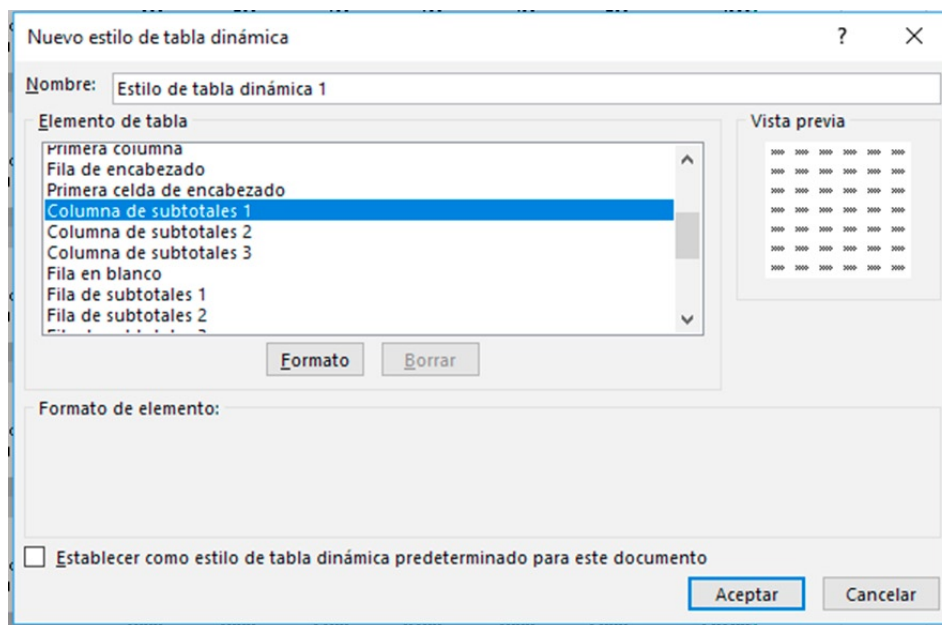 Nuevo estilo de tabla dinámica
?
Nombre:
Estilo de tabla dinámica 1
Elemento de tabla
Vista previa
Primera columna
Fila de encabezado
Primera celda de encabezado
Columna de subtotales 1
Columna de subtotales 2
Columna de subtotales 3
Fila en blanco
Fila de subtotales 1
Fila de subtotales 2
Formato
Borrar
Formato de elemento:
Establecer como estilo de tabla dinámica predeterminado para este documento
Aceptar
Cancelar